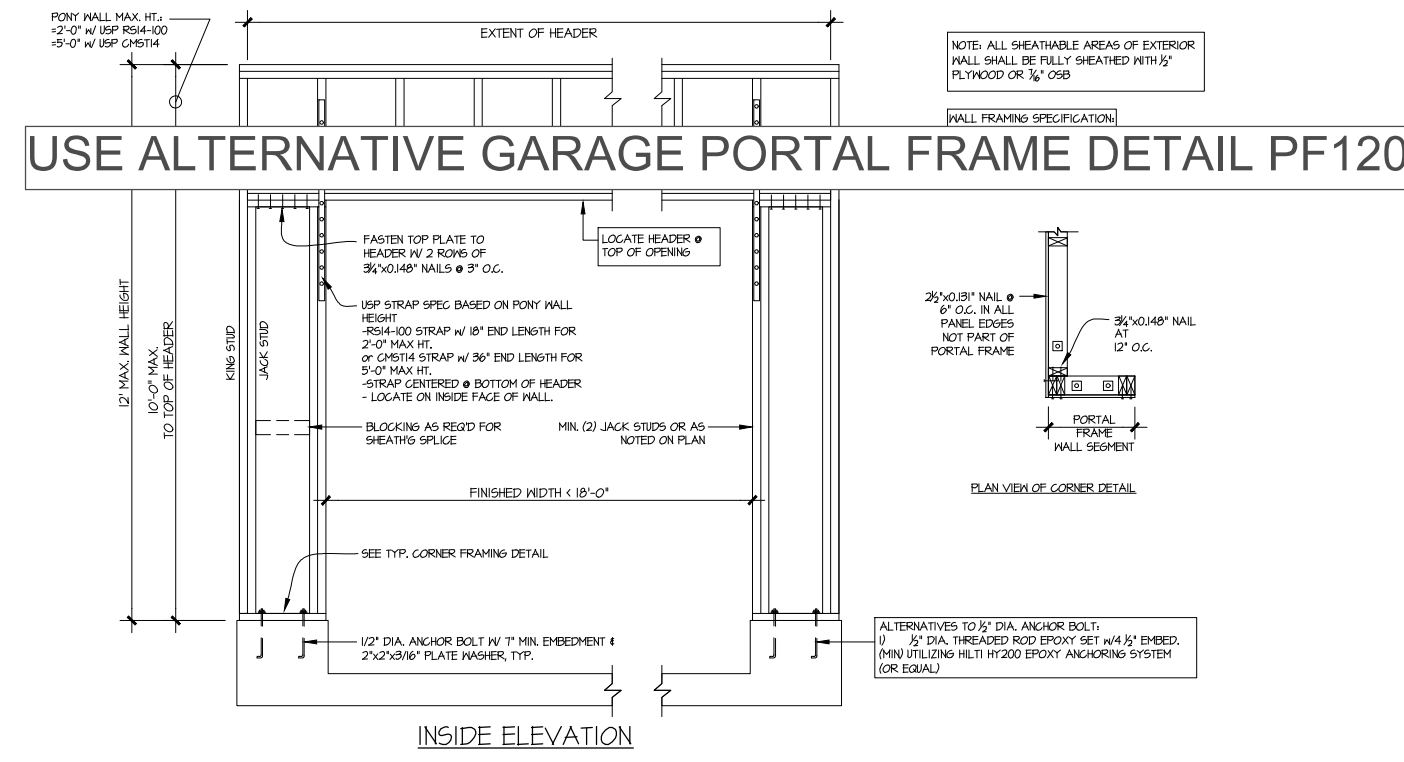 PONY WALL MAX. HT.:
=2'-0" W/ USP RS14-100
=5'-0" W/ USP CMST14
EXTENT OF HEADER
NOTE: ALL SHEATHABLE AREAS OF EXTERIOR
WALL SHALL BE FULLY SHEATHED WITH ½"
PLYWOOD OR 7/16" OSB
WALL FRAMING SPECIFICATION:
USE ALTERNATIVE GARAGE PORTAL FRAME DETAIL PF120
FASTEN TOP PLATE TO
HEADER W/ 2 ROWS OF
3¼"x0.148" NAILS @ 3" O.C.
LOCATE HEADER @
TOP OF OPENING
USP STRAP SPEC BASED ON PONY WALL
HEIGHT
-RS14-100 STRAP w/ 18" END LENGTH FOR
2'-0" MAX HT.
or CMST14 STRAP w/ 36" END LENGTH FOR
5'-0" MAX HT.
-STRAP CENTERED @ BOTTOM OF HEADER
- LOCATE ON INSIDE FACE OF WALL.
12' MAX. WALL HEIGHT
10'-0" MAX.
TO TOP OF HEADER
KING STUD
JACK STUD
BLOCKING AS REQ'D FOR
SHEATH'G SPLICE
MIN. (2) JACK STUDS OR AS
NOTED ON PLAN
FINISHED WIDTH < 18'-0"
SEE TYP. CORNER FRAMING DETAIL
1/2" DIA. ANCHOR BOLT W/ 7" MIN. EMBEDMENT &
2"x2"x3/16" PLATE WASHER, TYP.
INSIDE ELEVATION
2½"x0.131" NAIL @
6" O.C. IN ALL
PANEL EDGES
NOT PART OF
PORTAL FRAME
3¼"x0.148" NAIL
AT
12" O.C.
PORTAL
FRAME
WALL SEGMENT
PLAN VIEW OF CORNER DETAIL
ALTERNATIVES TO ½" DIA. ANCHOR BOLT:
1) ½" DIA. THREADED ROD EPOXY SET w/4 ½" EMBED.
(MIN) UTILIZING HILTI HY200 EPOXY ANCHORING SYSTEM
(OR EQUAL)